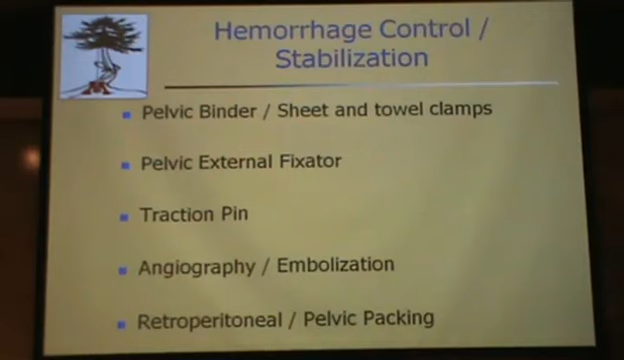 Hemorrhage Control /
Stabilization
Pelvic Binder / Sheet and towel clamps
Pelvic External Fixator
Traction Pin
Angiography / Embolization
Retroperitoneal / Pelvic Packing